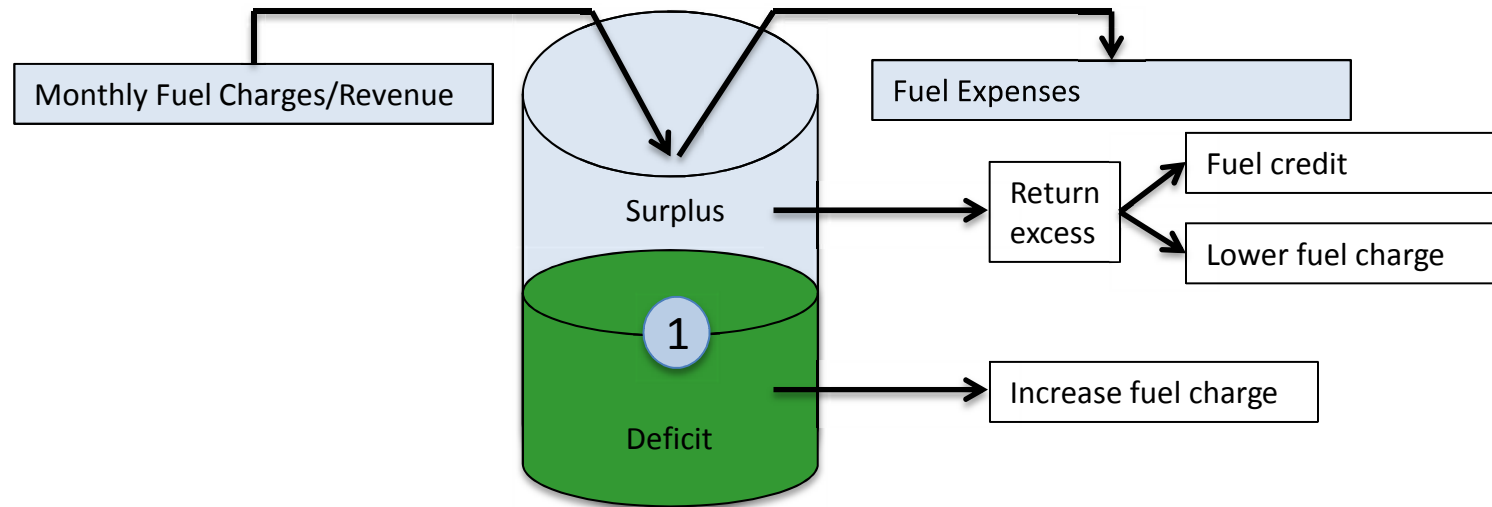 Monthly Fuel Charges/Revenue
Fuel Expenses
Surplus
Return
excess
Fuel credit
Lower fuel charge
1
Increase fuel charge
Deficit